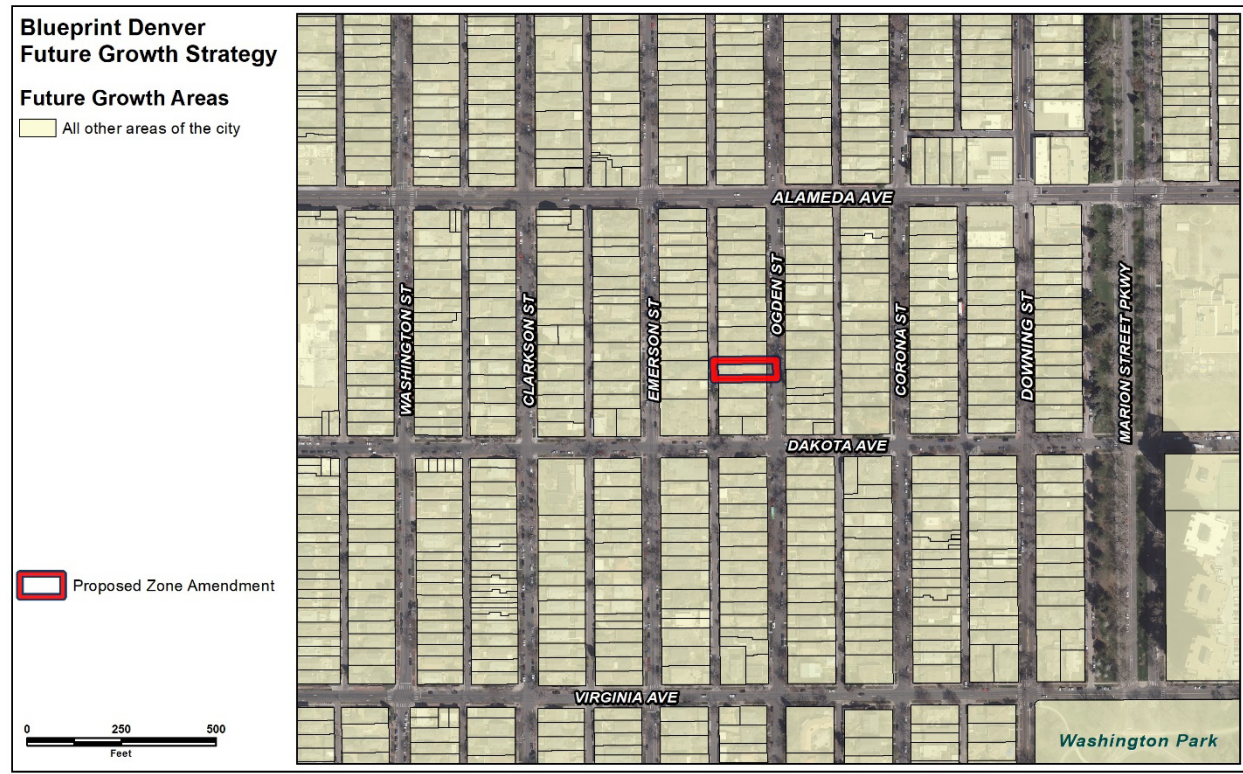 Blueprint Denver
Future Growth Strategy
Future Growth Areas
All other areas of the city
Proposed Zone Amendment
0 250 500
Feet
ALAMEDA AVE
WASHINGTON ST
CLARKSON ST
EMERSON ST
OGDEN ST
CORONA ST
DOWNING ST
MARION STREET PKWY
DAKOTA AVE
VIRGINIA AVE
Washington Park